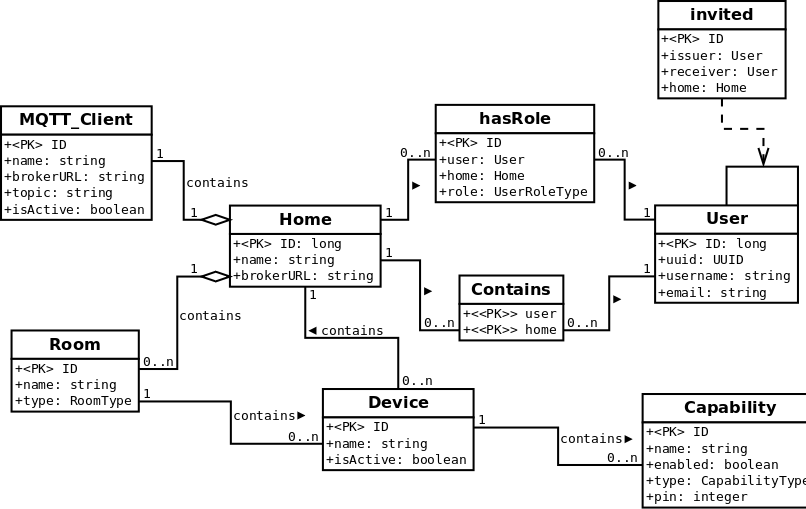 invited
+<PK> ID
+issuer: User
+receiver: User
+home: Home
MQTT_Client
+<PK> ID
+name: string
+brokerURL: string
+topic: string
+isActive: boolean
hasRole
+<PK> ID
+user: User
+home: Home
+role: UserRoleType
1
contains
1
0..n
0..n
Home
+<PK> ID: long
+name: string
+brokerURL: string
1
1
1
User
+<PK> ID: long
+uuid: UUID
+username: string
+email: string
1
1
1
contains
0..n
Contains
+<<PK>> user
+<<PK>> home
0..n
0..n
1
contains
0..n
Room
+<PK> ID
+name: string
+type: RoomType
1
contains
0..n
Device
+<PK> ID
+name: string
+isActive: boolean
1
contains
0..n
Capability
+<PK> ID
+name: string
+enabled: boolean
+type: CapabilityType
+pin: integer